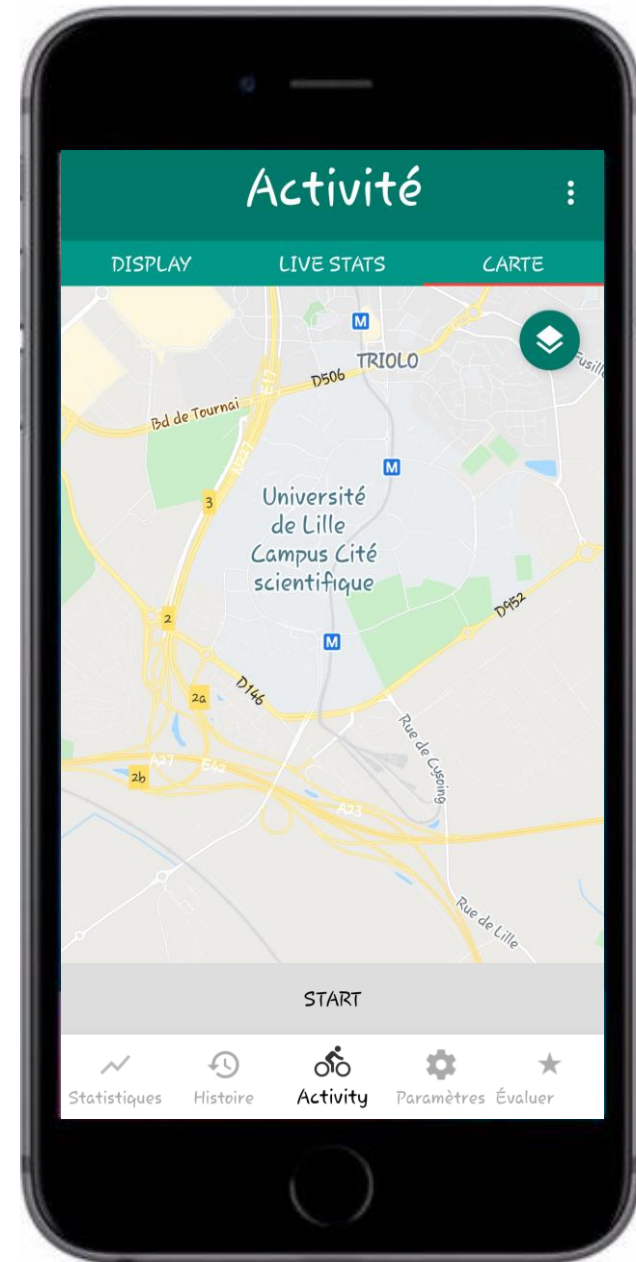 Activité
DISPLAY LIVE STATS CARTE
M
TRIOLO
Fusillé
D506
E17
Bd de Tournai
N227
M
3
Université
de Lille
Campus Cité
scientifique
D952
2
M
D146
2a
Rue de Cysoing
A27 E42
2b
A23
Rue de Lille
START
Statistiques Histoire Activity Paramètres Évaluer